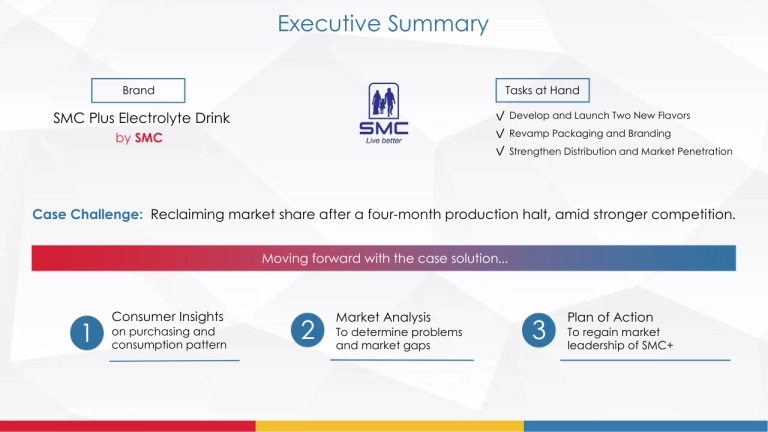 Executive Summary
Brand
SMC Plus Electrolyte Drink
by SMC
SMC
Live better
Tasks at Hand
✓ Develop and Launch Two New Flavors
✓ Revamp Packaging and Branding
✓ Strengthen Distribution and Market Penetration
Case Challenge: Reclaiming market share after a four-month production halt, amid stronger competition.
Moving forward with the case solution...
1
Consumer Insights
on purchasing and
consumption pattern
2
Market Analysis
To determine problems
and market gaps
3
Plan of Action
To regain market
leadership of SMC+